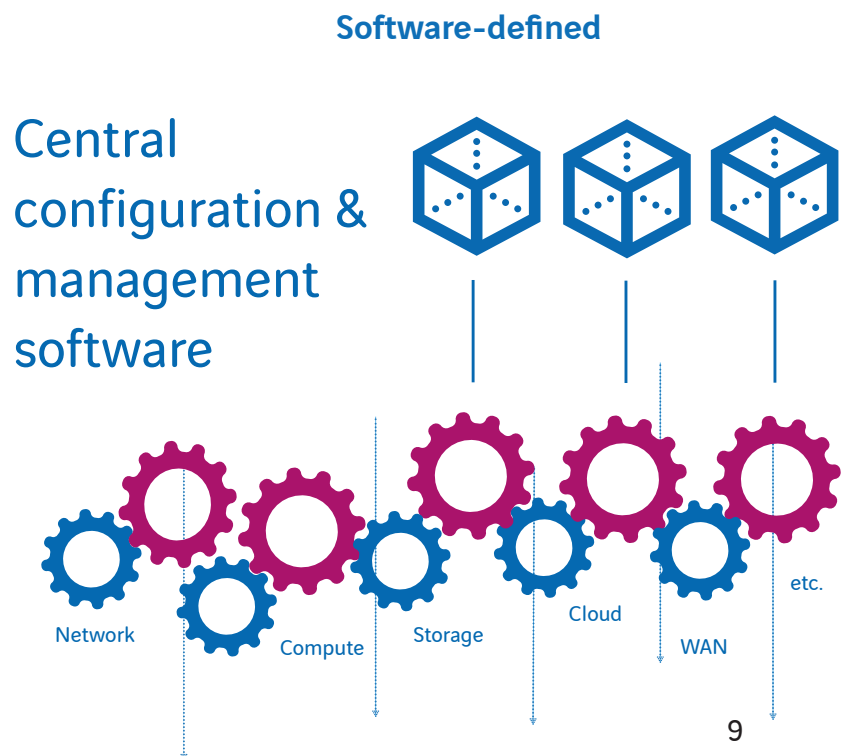 Software-defined
Central
configuration &
management
software
Network
Compute
Storage
Cloud
WAN
etc.
9